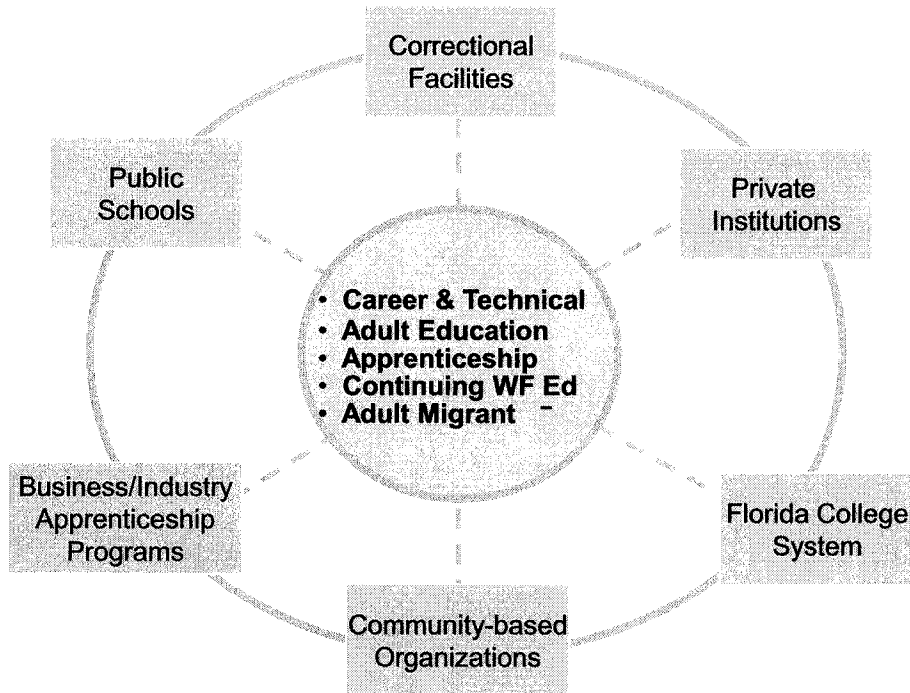 Correctional
Facilities
Public
Schools
Private
Institutions
• Career & Technical
• Adult Education
• Apprenticeship
• Continuing WF Ed
• Adult Migrant
Business/Industry
Apprenticeship
Programs
Florida College
System
Community-based
Organizations